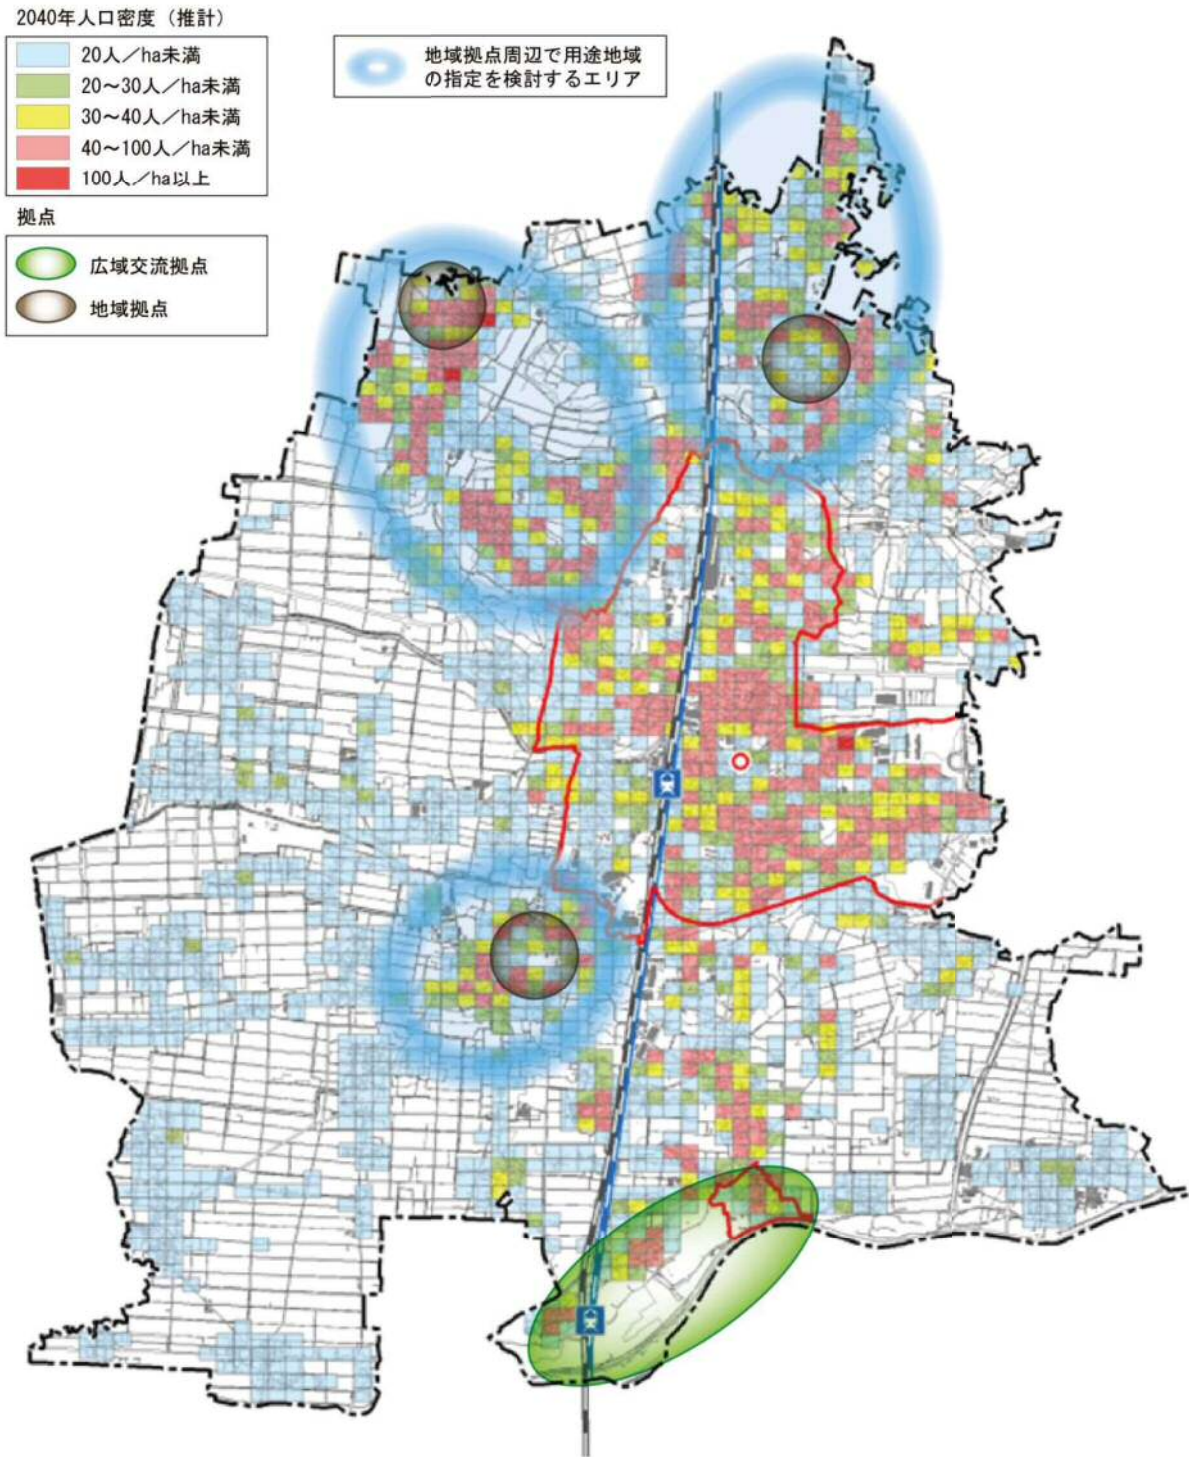 2040年人口密度（推計）
20人／ha未満
20～30人／ha未満
30～40人／ha未満
40～100人／ha未満
100人／ha以上
拠点
広域交流拠点
地域拠点
地域拠点周辺で用途地域
の指定を検討するエリア